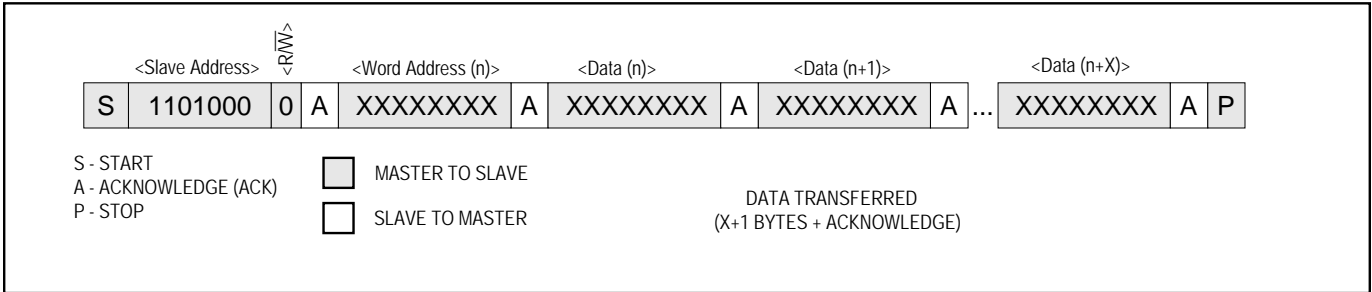 <Slave Address> <R/W̅> <Word Address (n)> <Data (n)> <Data (n+1)> <Data (n+X)>
S 1101000 0 A XXXXXXXX A XXXXXXXX A XXXXXXXX A ... XXXXXXXX A P
S - START
A - ACKNOWLEDGE (ACK)
P - STOP
MASTER TO SLAVE
SLAVE TO MASTER
DATA TRANSFERRED
(X+1 BYTES + ACKNOWLEDGE)